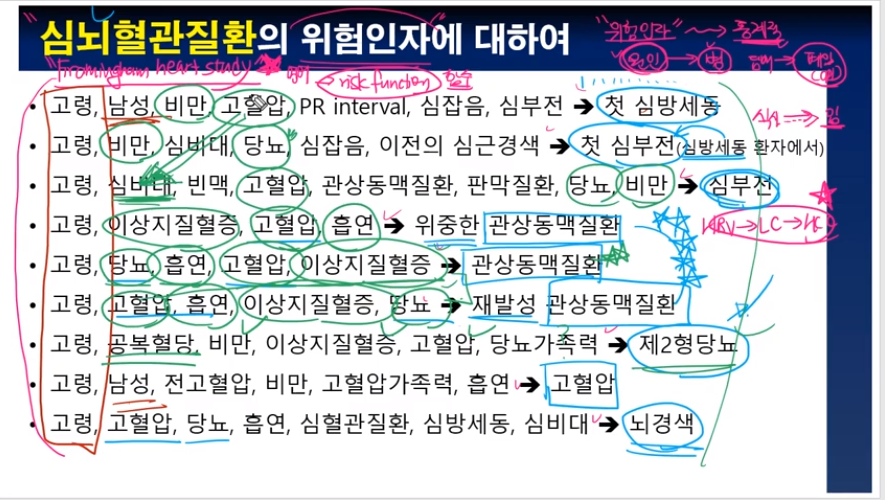 심뇌혈관질환의 위험인자에 대하여
"위험인자" → 통계적
"Framingham heart study" ★ 영어 risk function 함수
원인 → 병 담배 → 폐암
• 고령, 남성, 비만, 고혈압, PR interval, 심잡음, 심부전 → 첫 심방세동
• 고령, 비만, 심비대, 당뇨, 심잡음, 이전의 심근경색 → 첫 심부전(심방세동 환자에서)
• 고령, 심비대, 빈맥, 고혈압, 관상동맥질환, 판막질환, 당뇨, 비만 → 심부전
HBV → LC → HCC
• 고령, 이상지질혈증, 고혈압, 흡연 → 위중한 관상동맥질환
• 고령, 당뇨, 흡연, 고혈압, 이상지질혈증 → 관상동맥질환
• 고령, 고혈압, 흡연, 이상지질혈증, 당뇨 → 재발성 관상동맥질환
• 고령, 공복혈당, 비만, 이상지질혈증, 고혈압, 당뇨가족력 → 제2형당뇨
• 고령, 남성, 전고혈압, 비만, 고혈압가족력, 흡연 → 고혈압
• 고령, 고혈압, 당뇨, 흡연, 심혈관질환, 심방세동, 심비대 → 뇌경색